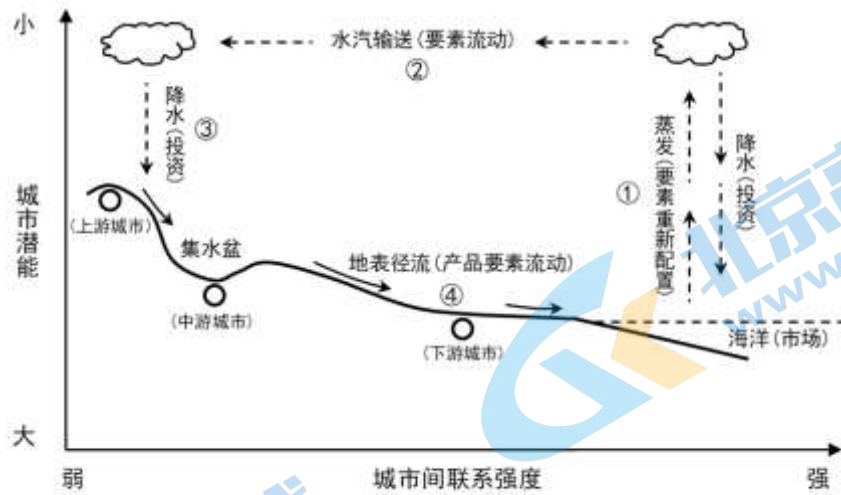 小
水汽输送(要素流动)
②
降水(投资)
③
蒸发(要素重新配置)
①
降水(投资)
城市潜能
(上游城市)
集水盆
地表径流(产品要素流动)
④
(中游城市)
(下游城市)
海洋(市场)
大
弱
城市间联系强度
强
北京
www